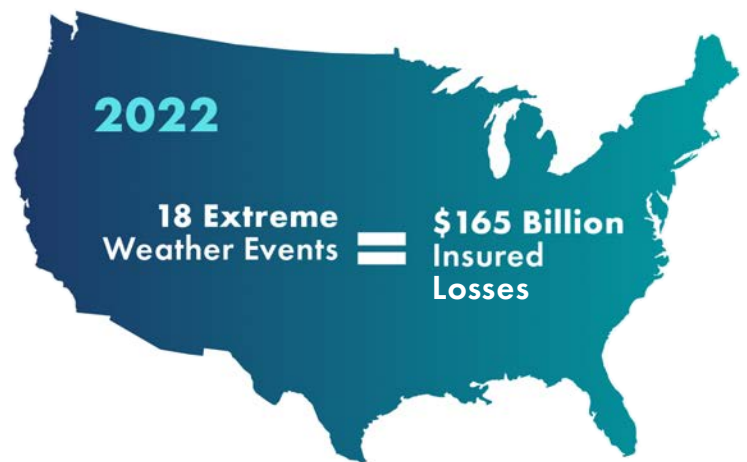 2022
18 Extreme
Weather Events
=
$165 Billion
Insured
Losses